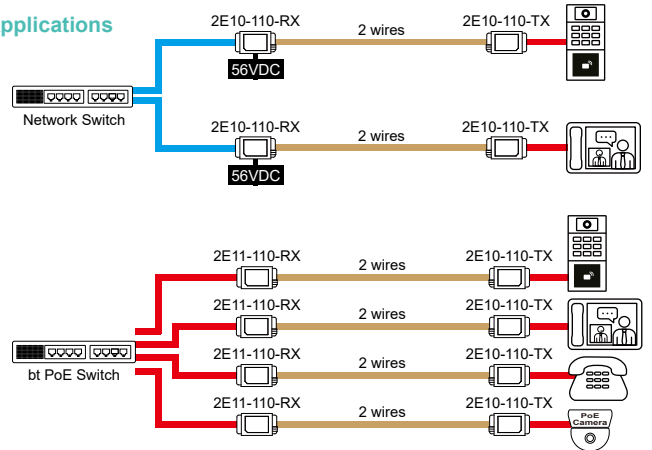 pplications
2E10-110-RX
2 wires
2E10-110-TX
56VDC
Network Switch
2E10-110-RX
2 wires
2E10-110-TX
56VDC
2E11-110-RX
2 wires
2E10-110-TX
2E11-110-RX
2 wires
2E10-110-TX
bt PoE Switch
2E11-110-RX
2 wires
2E10-110-TX
2E11-110-RX
2 wires
2E10-110-TX
PoE
Camera